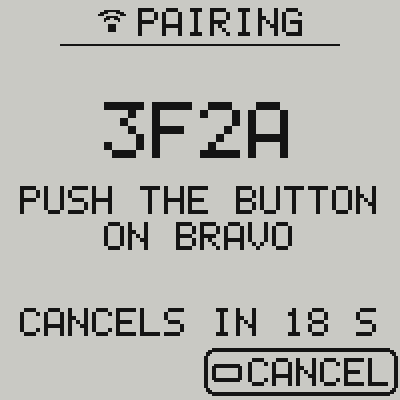 PAIRING
3F2A
PUSH THE BUTTON
ON BRAVO
CANCELS IN 18 S
CANCEL